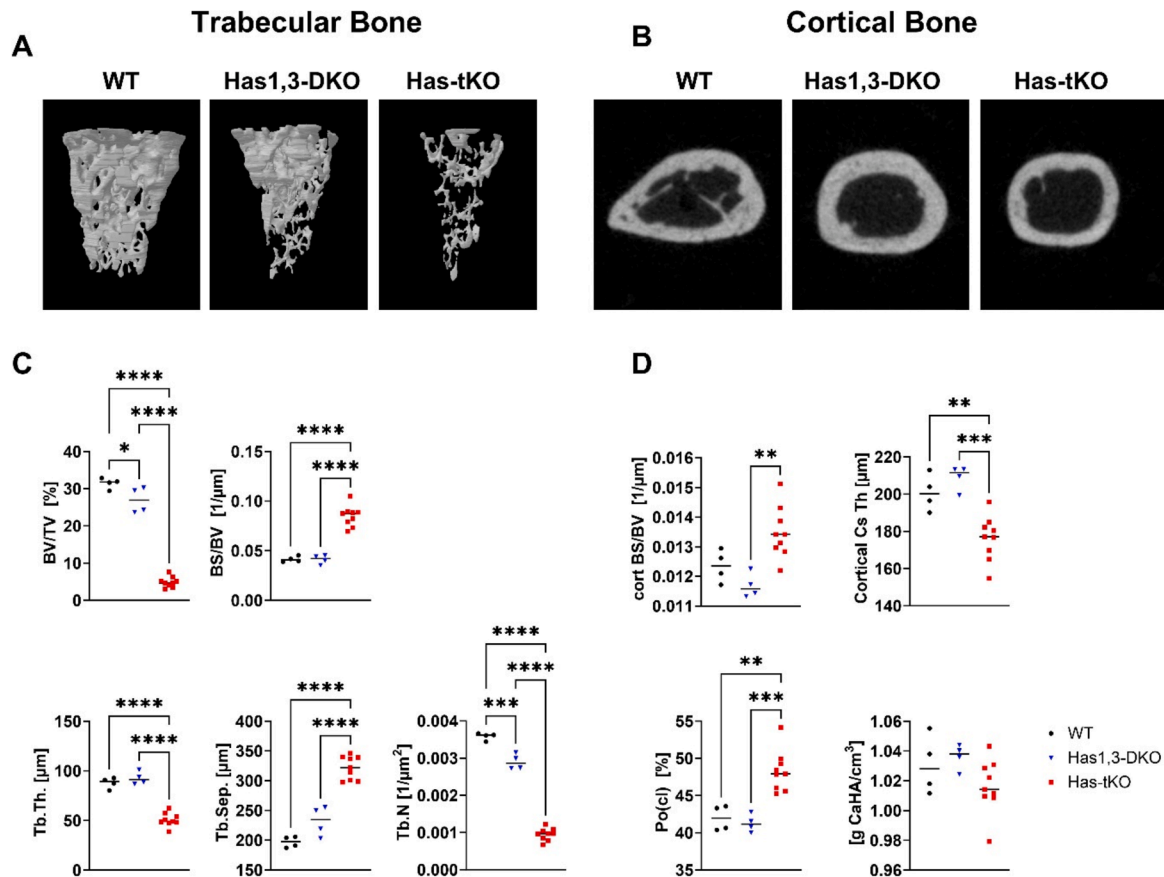 Trabecular Bone
Cortical Bone
A
B
WT
Has1,3-DKO
Has-tKO
WT
Has1,3-DKO
Has-tKO
C
D
****
****
*
BV/TV [%]
40
30
20
10
0
****
****
BS/BV [1/µm]
0.15
0.10
0.05
0.00
**
cort BS/BV [1/µm]
0.016
0.015
0.014
0.013
0.012
0.011
**
***
Cortical Cs Th [µm]
220
200
180
160
140
****
****
Tb.Th. [µm]
150
100
50
0
****
****
Tb.Sep. [µm]
400
350
300
250
200
150
****
****
***
Tb.N [1/µm²]
0.004
0.003
0.002
0.001
0.000
**
***
Po(cl) [%]
55
50
45
40
35
[g CaHA/cm³]
1.06
1.04
1.02
1.00
0.98
0.96
WT
Has1,3-DKO
Has-tKO